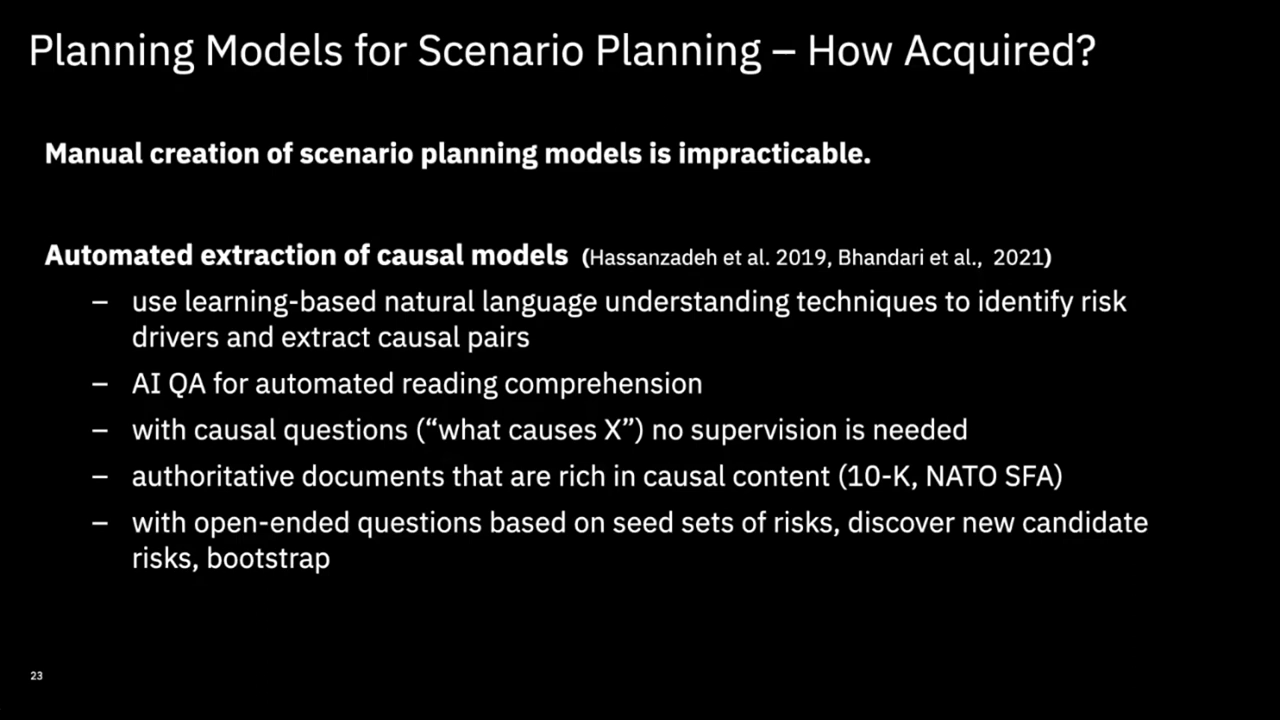 Planning Models for Scenario Planning – How Acquired?
Manual creation of scenario planning models is impracticable.
Automated extraction of causal models (Hassanzadeh et al. 2019, Bhandari et al.,  2021)
– use learning-based natural language understanding techniques to identify risk
drivers and extract causal pairs
– AI QA for automated reading comprehension
– with causal questions (“what causes X”) no supervision is needed
– authoritative documents that are rich in causal content (10-K, NATO SFA)
– with open-ended questions based on seed sets of risks, discover new candidate
risks, bootstrap
23